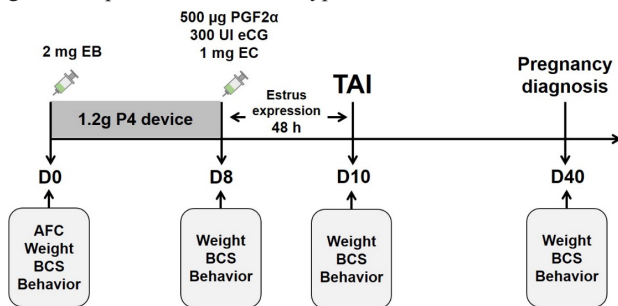 500 µg PGF2α
300 UI eCG
1 mg EC
2 mg EB
Estrus
expression
48 h
TAI
Pregnancy
diagnosis
1.2g P4 device
D0
D8
D10
D40
AFC
Weight
BCS
Behavior
Weight
BCS
Behavior
Weight
BCS
Behavior
Weight
BCS
Behavior